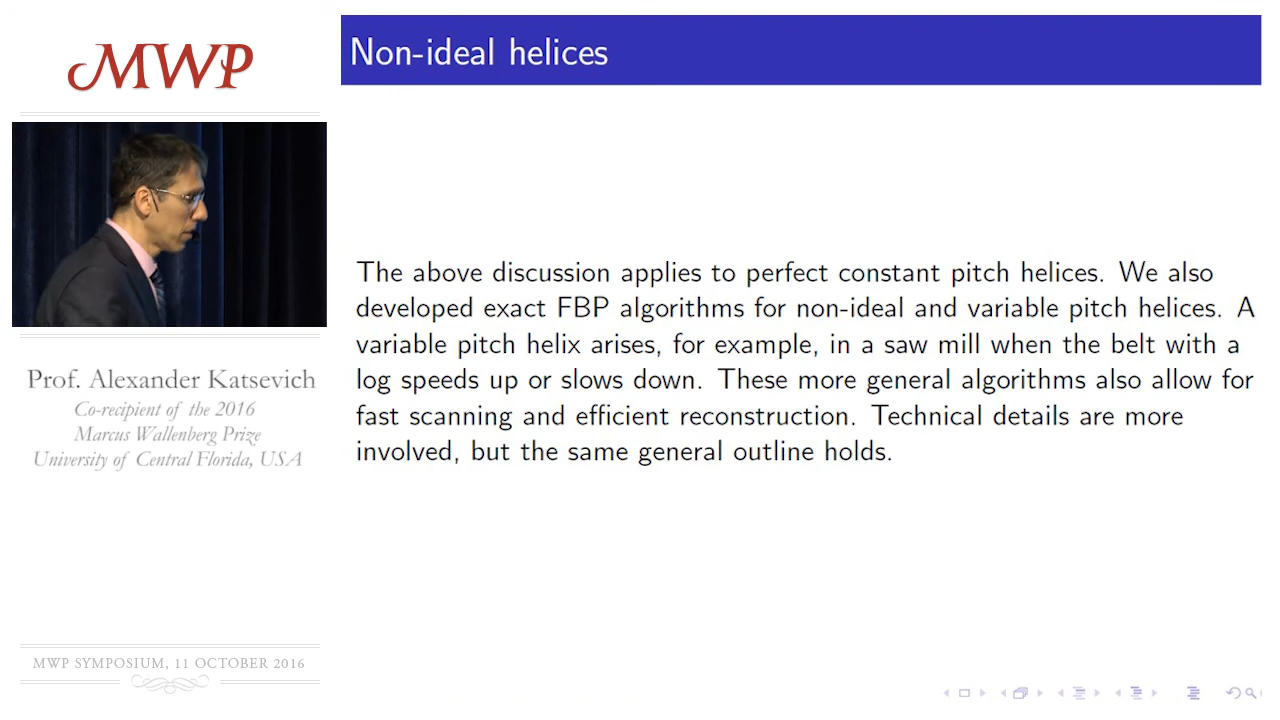 MWP
Prof. Alexander Katsevich
Co-recipient of the 2016
Marcus Wallenberg Prize
University of Central Florida, USA
MWP SYMPOSIUM, 11 OCTOBER 2016
Non-ideal helices
The above discussion applies to perfect constant pitch helices. We also
developed exact FBP algorithms for non-ideal and variable pitch helices. A
variable pitch helix arises, for example, in a saw mill when the belt with a
log speeds up or slows down. These more general algorithms also allow for
fast scanning and efficient reconstruction. Technical details are more
involved, but the same general outline holds.